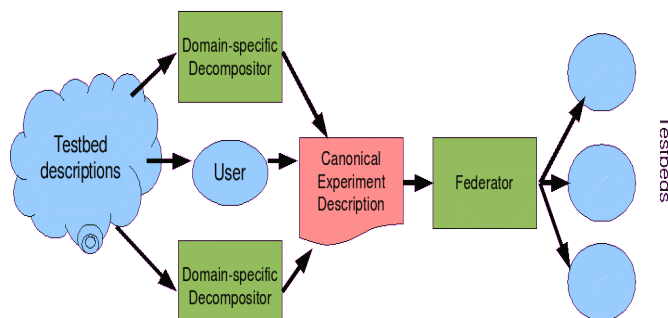 Domain-specific
Decompositor
Testbed
descriptions
User
Canonical
Experiment
Description
Federator
Domain-specific
Decompositor
Testbeds